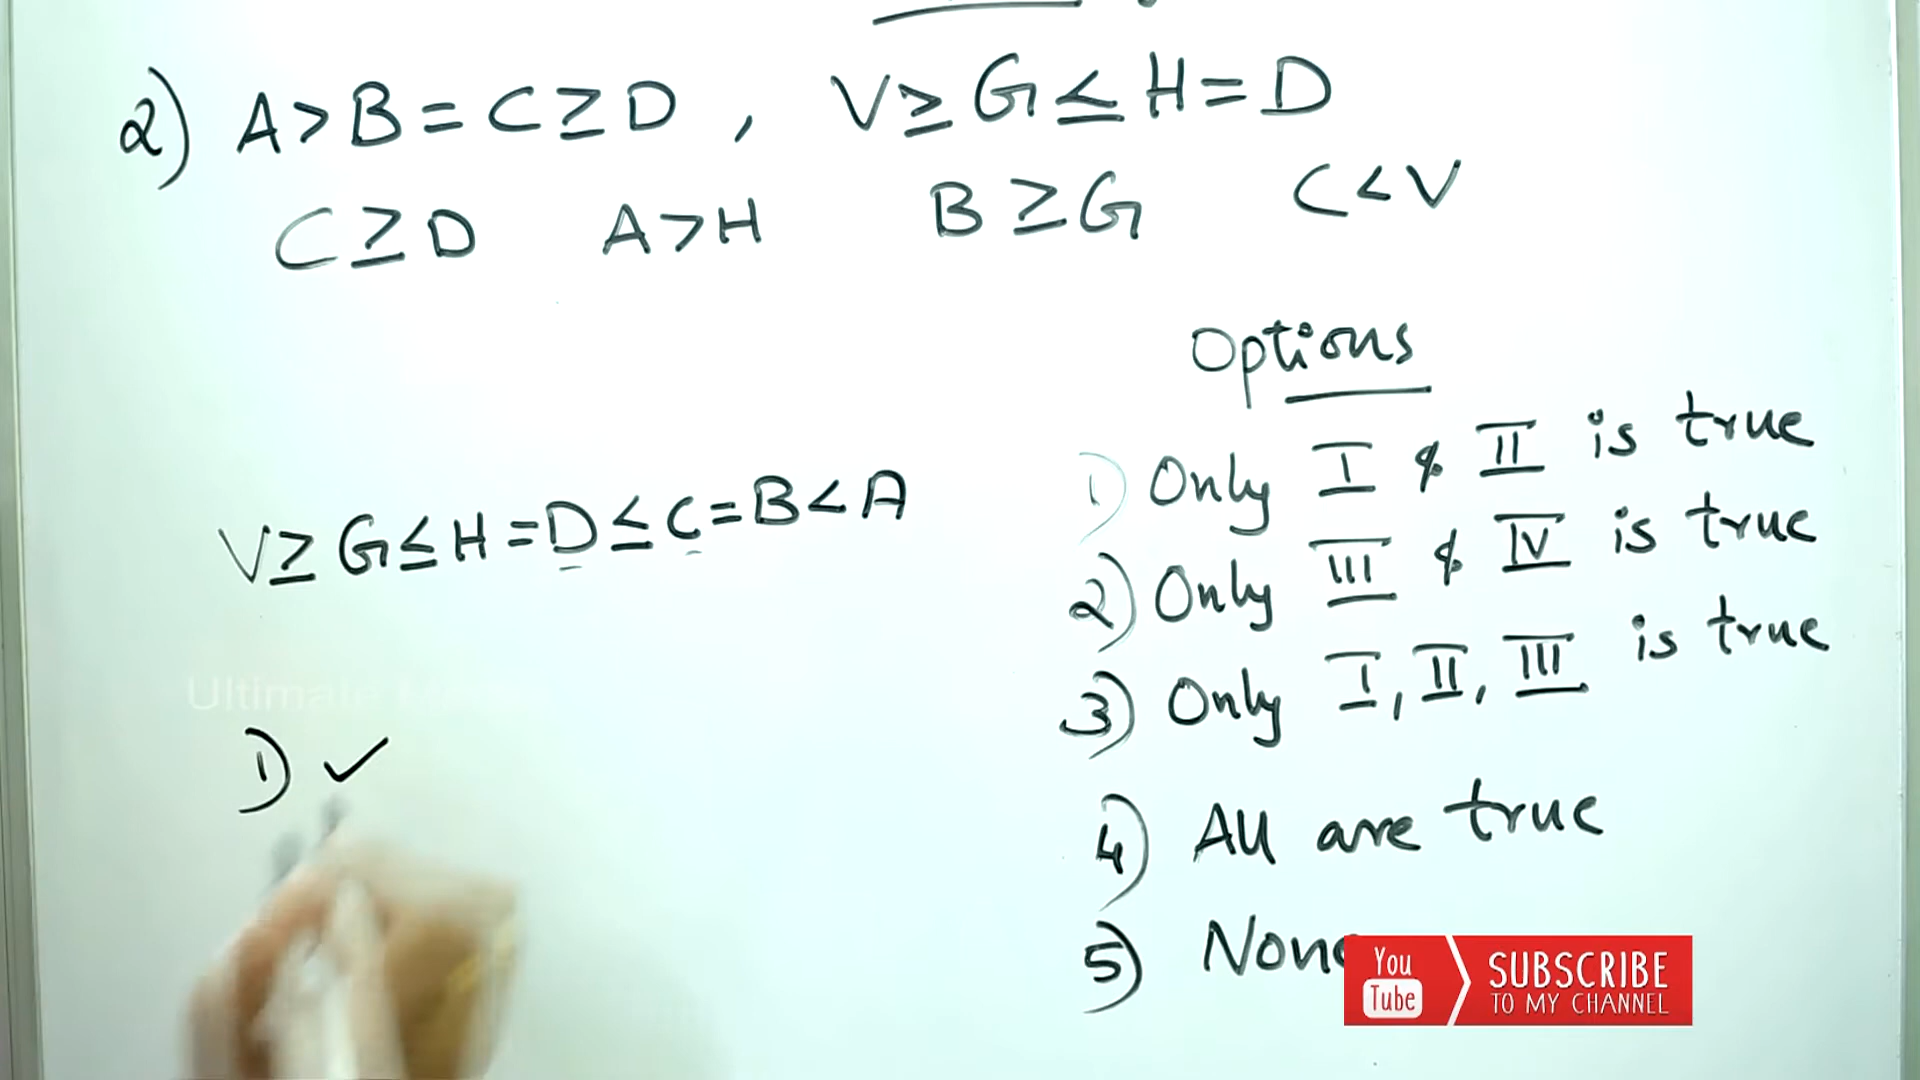 2) A>B=C≥D, V≥G≤H=D
C≥D A>H B≥G C<V
Options
1) Only I & II is true
V≥G≤H=D≤C=B<A
2) Only III & IV is true
3) Only I, II, III is true
Ultimate
1) ✓
4) All are true
5) None
You Tube SUBSCRIBE
TO MY CHANNEL